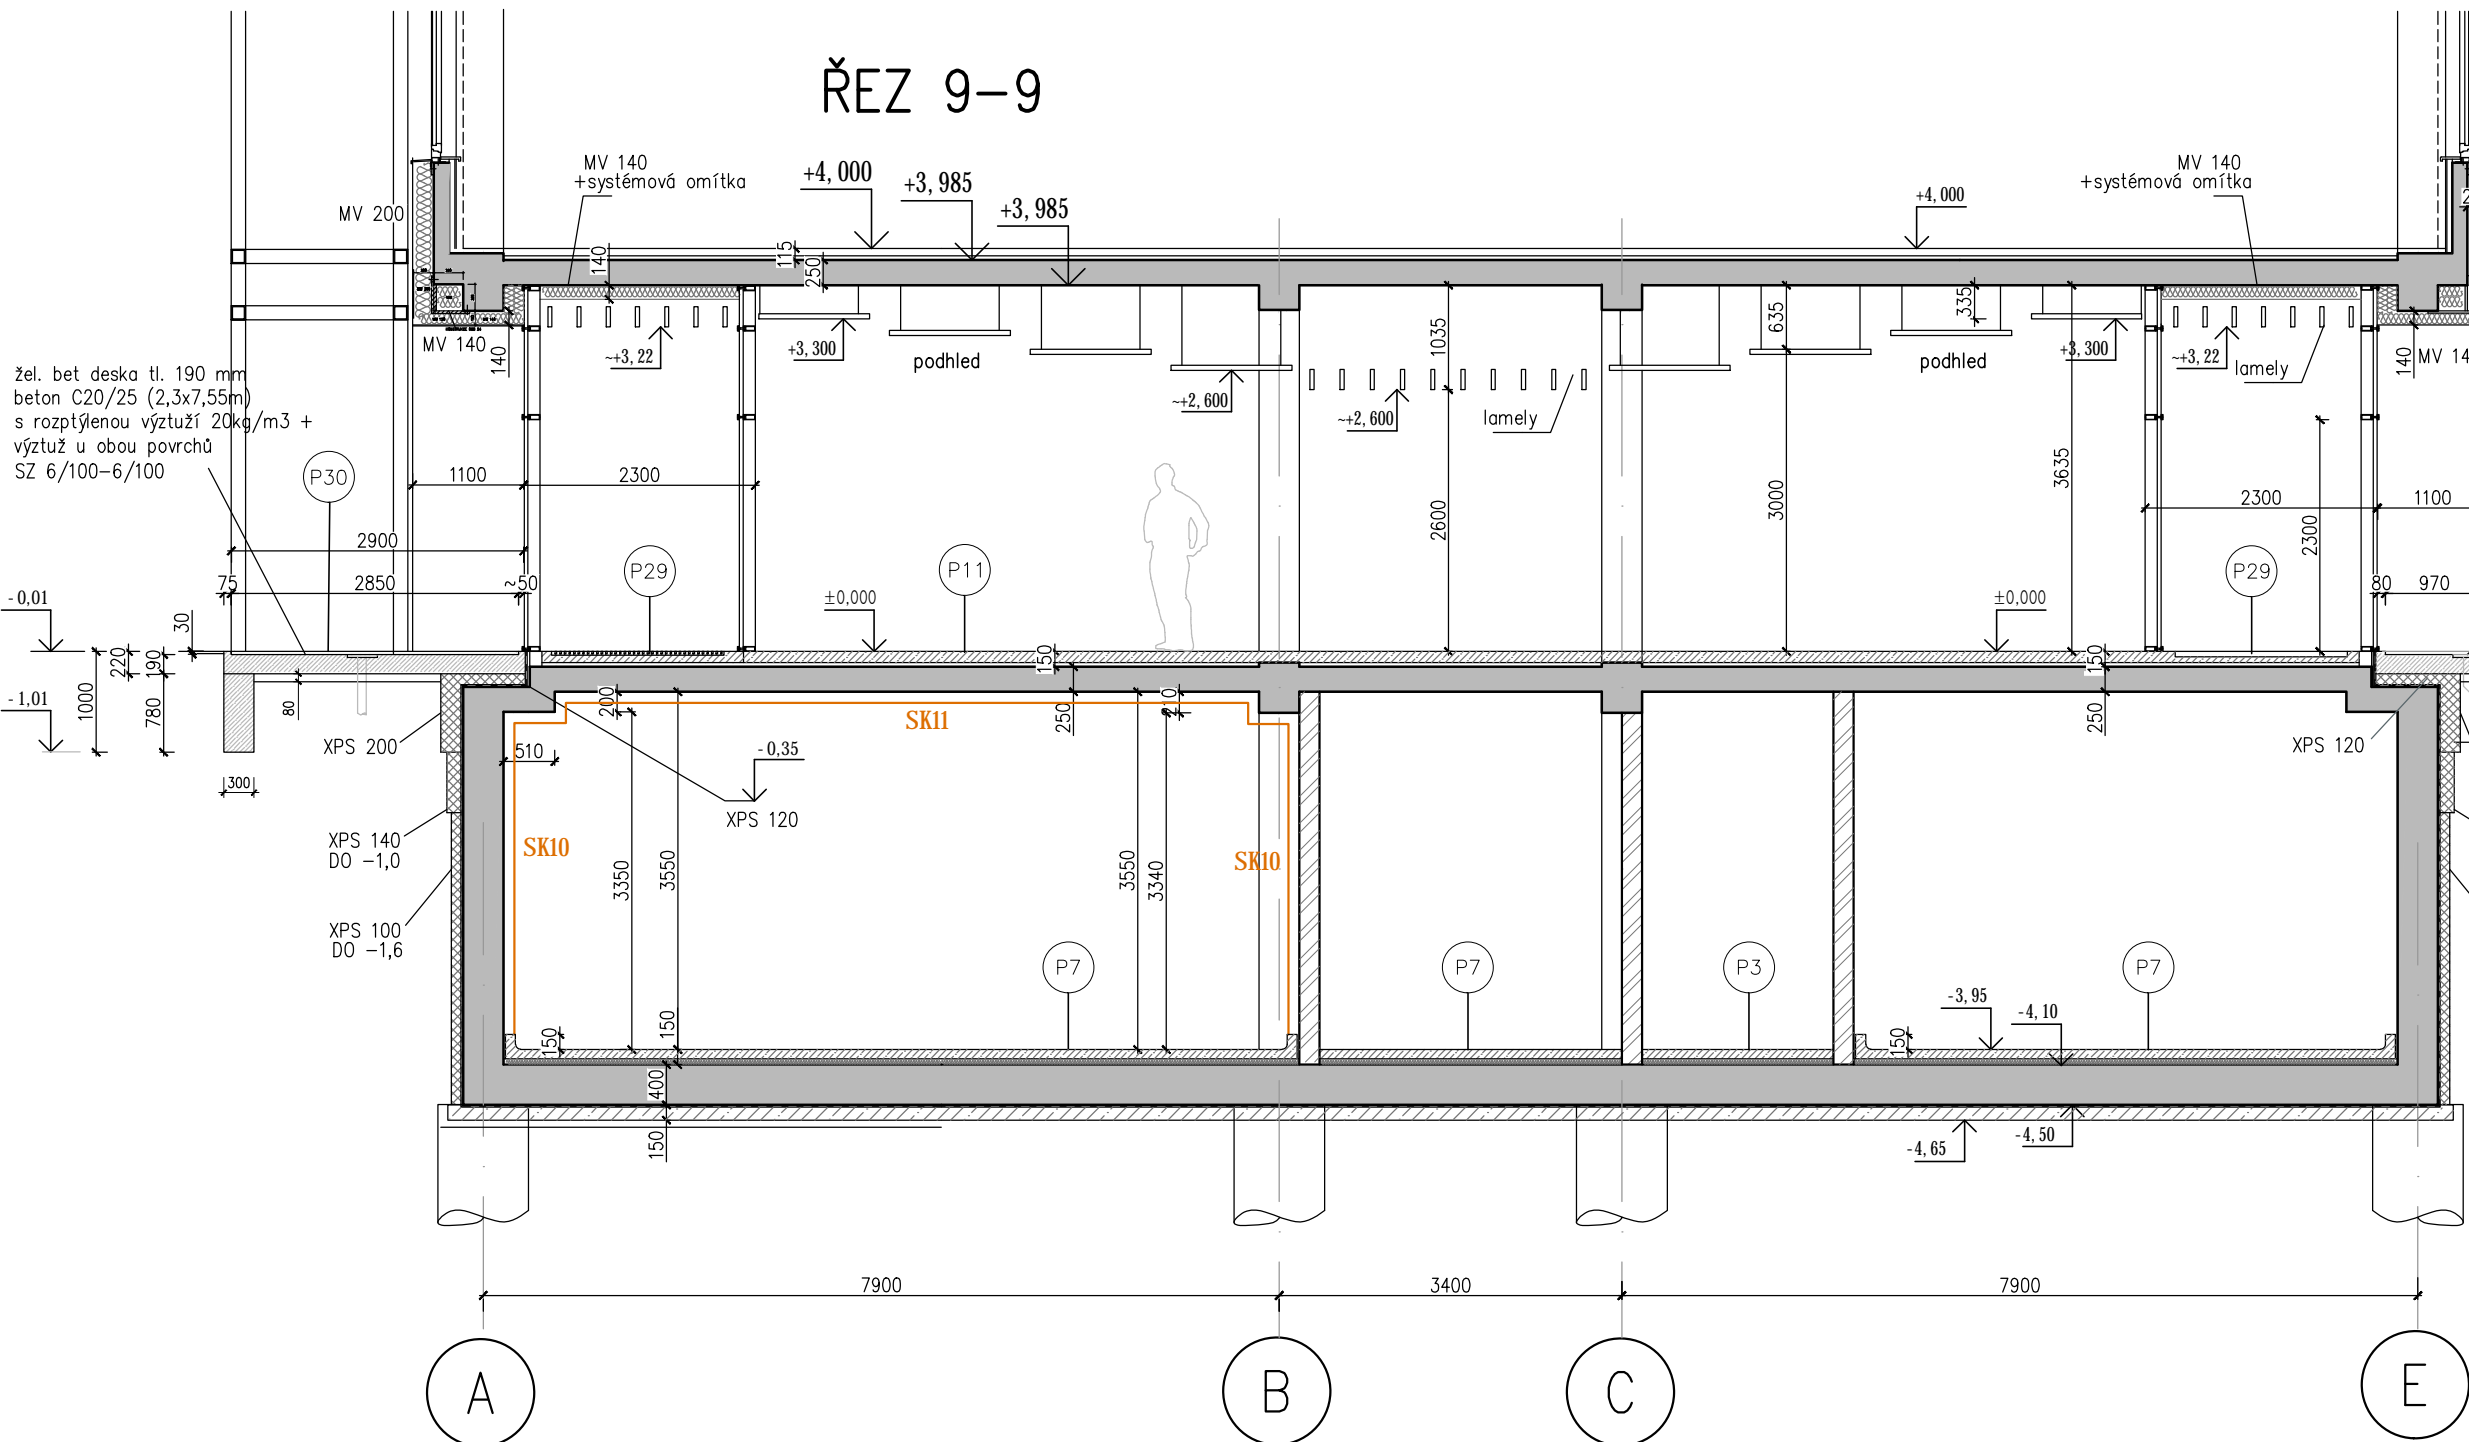 ŘEZ 9-9
MV 140
+systémová omítka
MV 200
+4,000
+3,985
+3,985
+4,000
MV 140
+systémová omítka
140
115
250
MV 140
140
~+3,22
+3,300
podhled
~+2,600
1035
~+2,600
lamely
635
335
podhled
+3,300
~+3,22
lamely
140
MV 14
žel. bet deska tl. 190 mm
beton C20/25 (2,3x7,55m)
s rozptýlenou výztuží 20kg/m3 +
výztuž u obou povrchů
SZ 6/100-6/100
P30
1100
2300
2900
75
2850
~50
P29
P11
±0,000
2600
3000
3635
±0,000
2300
2300
1100
P29
80
970
-0,01
-1,01
30
220
190
1000
780
80
300
150
150
200
250
210
250
SK11
510
-0,35
XPS 200
XPS 120
XPS 120
XPS 140
DO -1,0
XPS 100
DO -1,6
SK10
SK10
3350
3550
3550
3340
P7
P7
P3
P7
-3,95
-4,10
150
150
150
400
150
-4,65
-4,50
7900
3400
7900
A
B
C
E